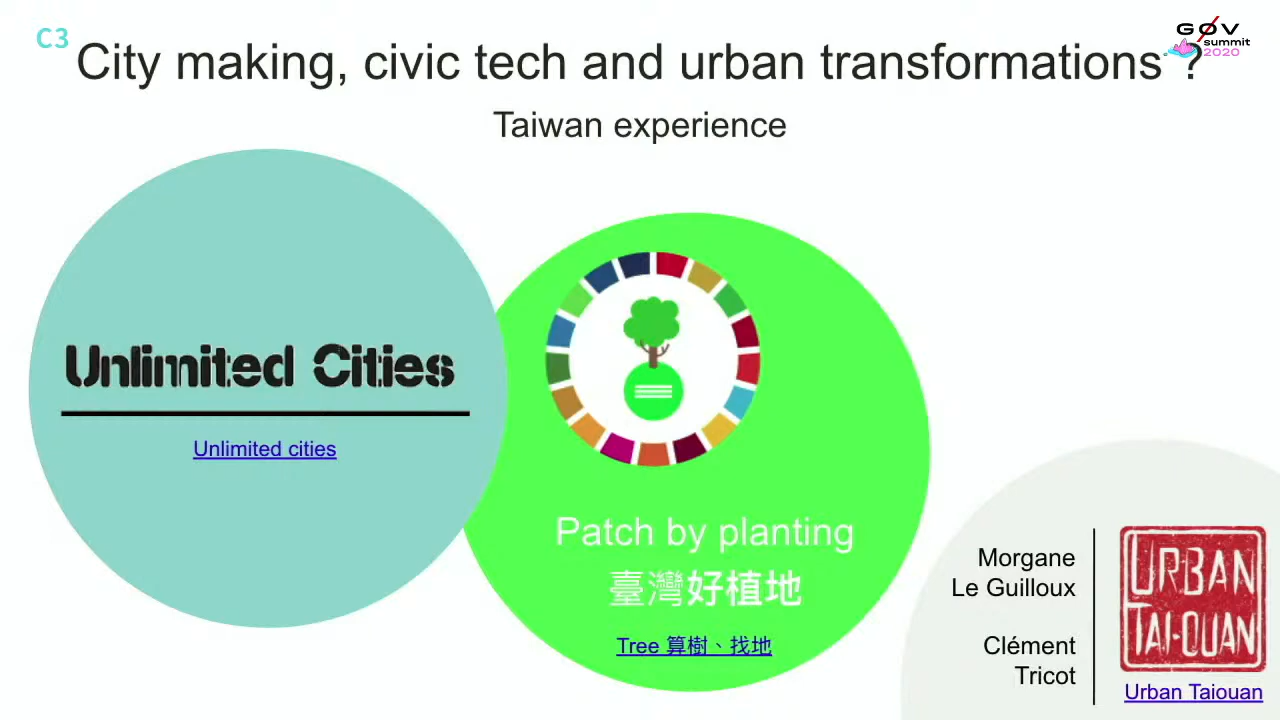 C3
City making, civic tech and urban transformations ?
GØV
summit
2020
Taiwan experience
Unlimited Cities
Unlimited cities
Patch by planting
臺灣好植地
Tree 算樹、找地
Morgane
Le Guilloux
Clément
Tricot
URBAN
TAI-OUAN
Urban Taiouan